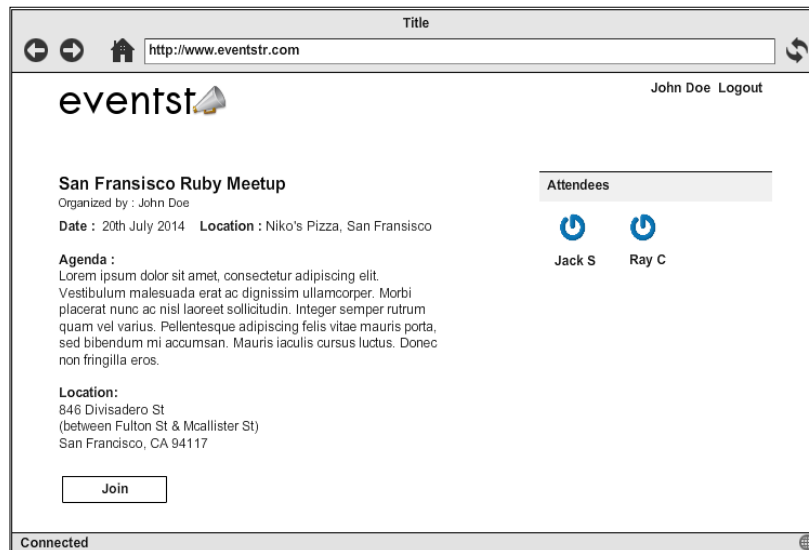 Title
http://www.eventstr.com
eventst
John Doe Logout
San Fransisco Ruby Meetup
Organized by : John Doe
Date : 20th July 2014 Location : Niko's Pizza, San Fransisco
Agenda :
Lorem ipsum dolor sit amet, consectetur adipiscing elit.
Vestibulum malesuada erat ac dignissim ullamcorper. Morbi
placerat nunc ac nisl laoreet sollicitudin. Integer semper rutrum
quam vel varius. Pellentesque adipiscing felis vitae mauris porta,
sed bibendum mi accumsan. Mauris iaculis cursus luctus. Donec
non fringilla eros.
Location:
846 Divisadero St
(between Fulton St & Mcallister St)
San Francisco, CA 94117
Join
Attendees
Jack S Ray C
Connected